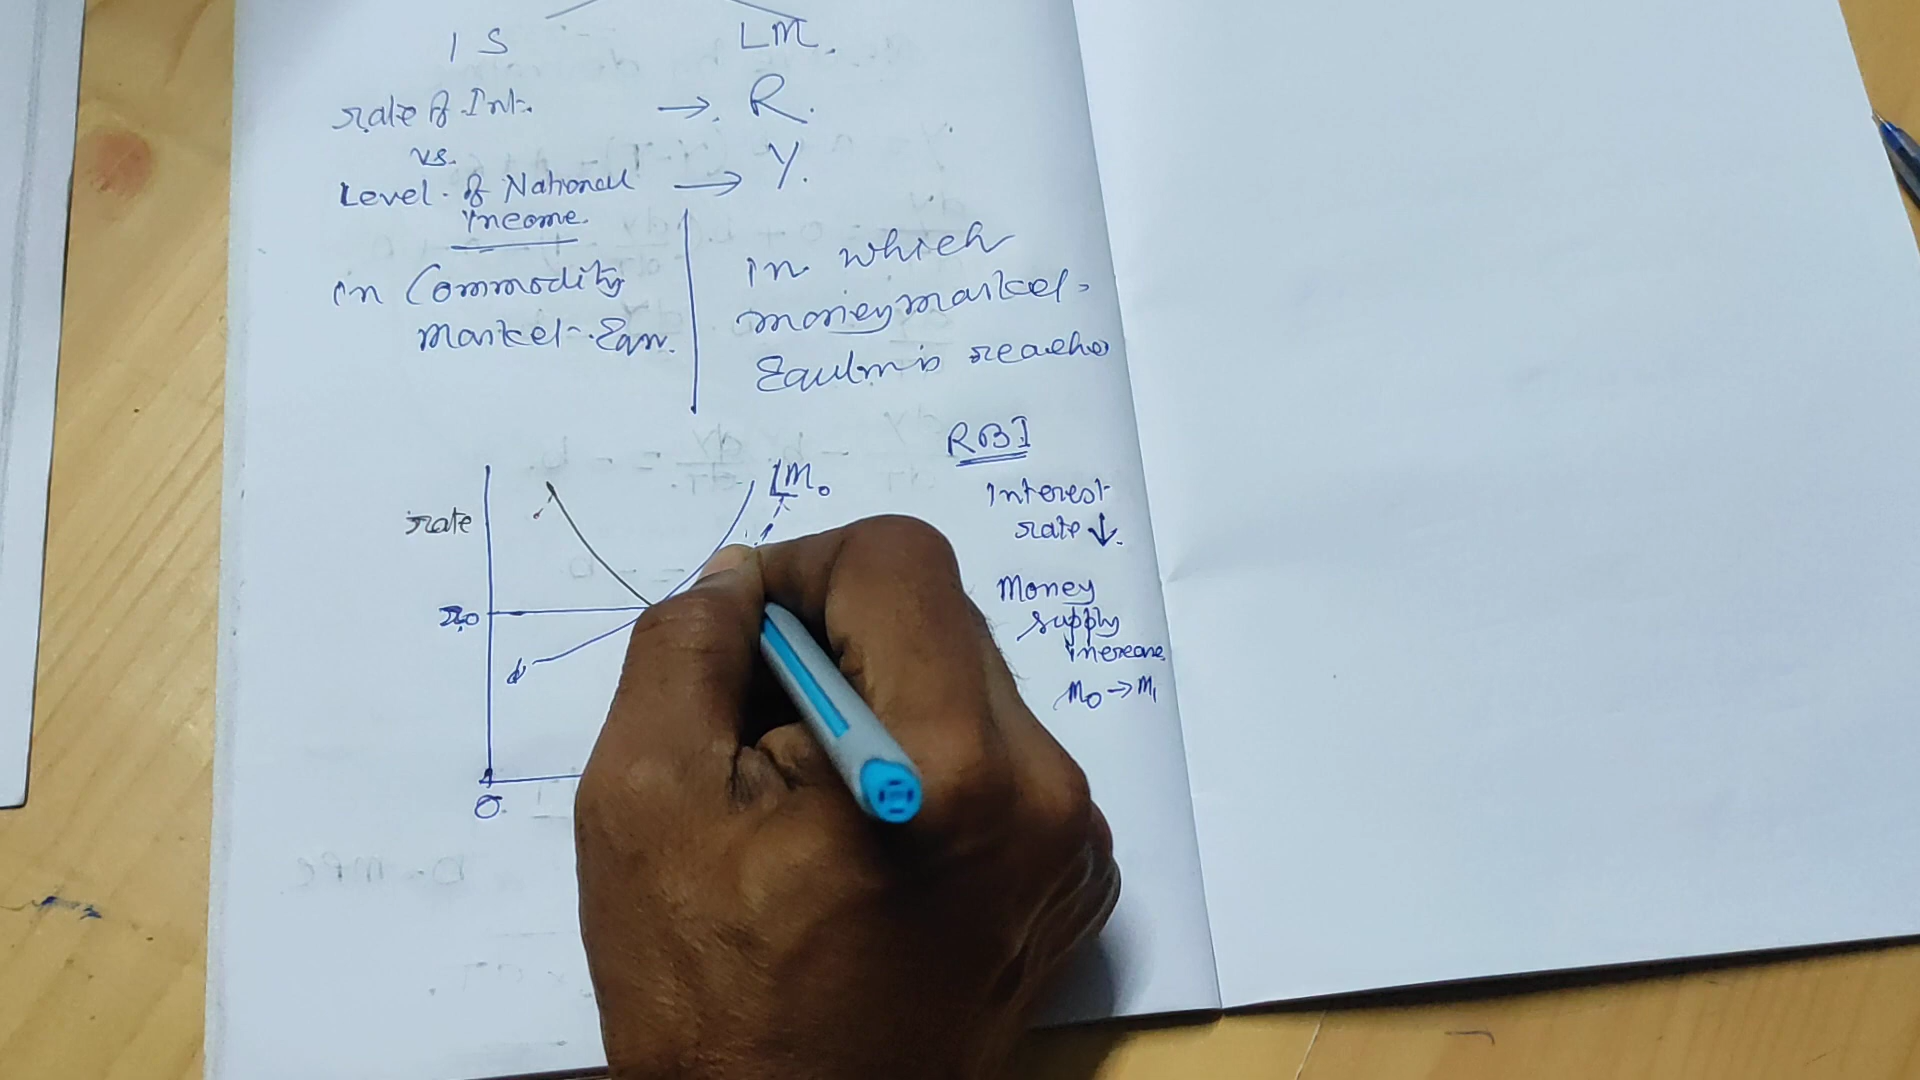 IS LM.
rate of Int. → R.
vs.
Level of National → Y.
Income.
in Commodity
Market Eqm.
in which
money market
Equlm is reaches
RBI
Interest
rate ↓.
Money
supply
increase
M0 → M1
LM0
rate
r0
O